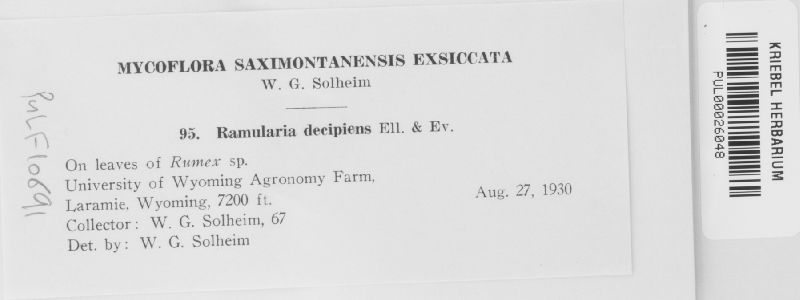 MYCOFLORA SAXIMONTANENSIS EXSICCATA
W. G. Solheim
95. Ramularia decipiens Ell. & Ev.
On leaves of Rumex sp.
University of Wyoming Agronomy Farm,
Laramie, Wyoming, 7200 ft.
Aug. 27, 1930
Collector: W. G. Solheim, 67
Det. by: W. G. Solheim
PULF10691
KRIEBEL HERBARIUM
PUL00026048